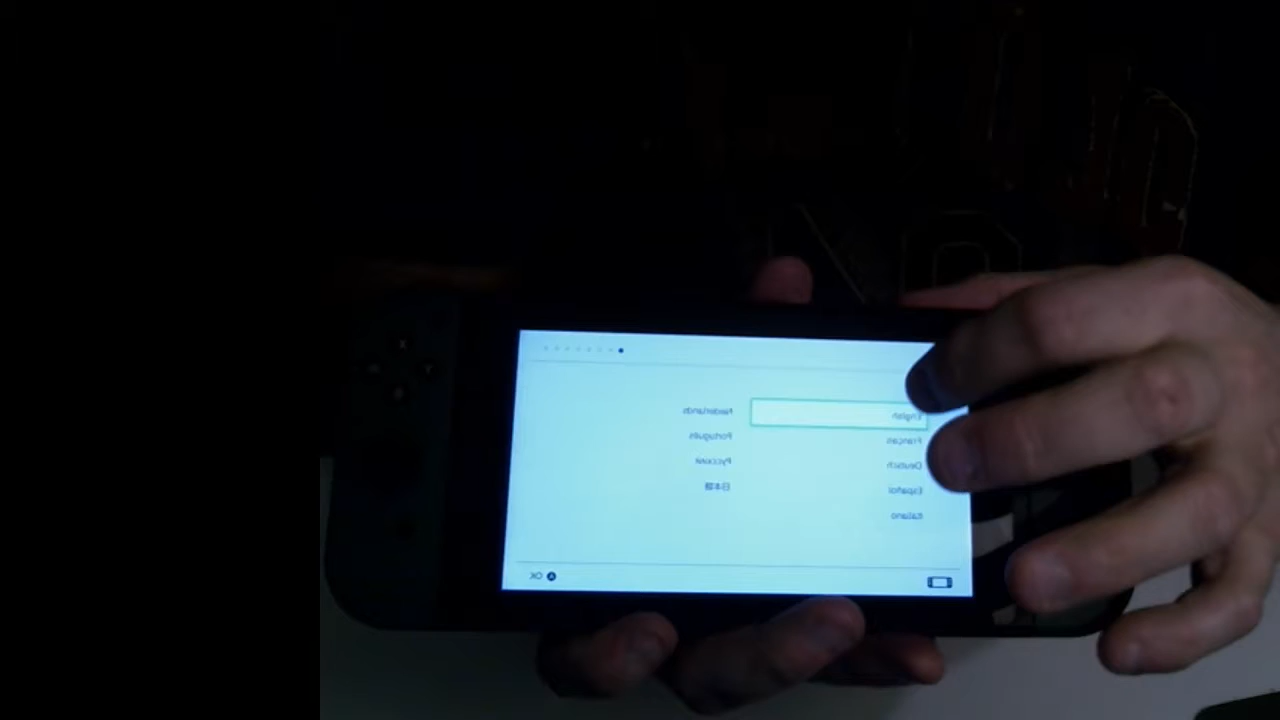 English
Français
Deutsch
Español
Italiano
Nederlands
Português
Русский
日本語
A OK